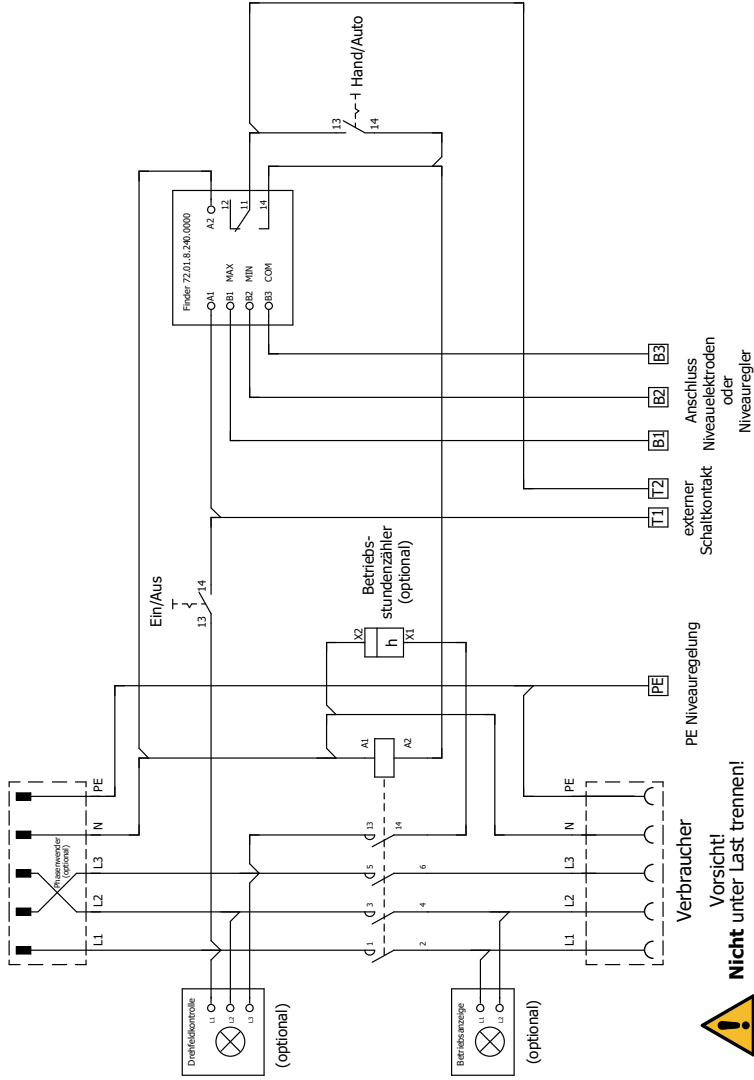 PE
N
L3
L2
L1
Phasenwender
(optional)
Finder 72.01.8.240.0000
A1
A2
B1 MAX
B2 MIN
B3 COM
12
11
14
13
14
Hand/Auto
Ein/Aus
13
14
Drehfeldkontrolle
L1
L2
L3
(optional)
Betriebs-
stundenzähler
(optional)
X2
h
X1
A1
A2
1
2
3
4
5
6
13
14
Betriebsanzeige
L1
L2
(optional)
L1
L2
L3
N
PE
Verbraucher
Vorsicht!
Nicht unter Last trennen!
PE
PE Niveauregelung
T1
T2
externer
Schaltkontakt
B1
B2
B3
Anschluss
Niveauelektroden
oder
Niveauregler